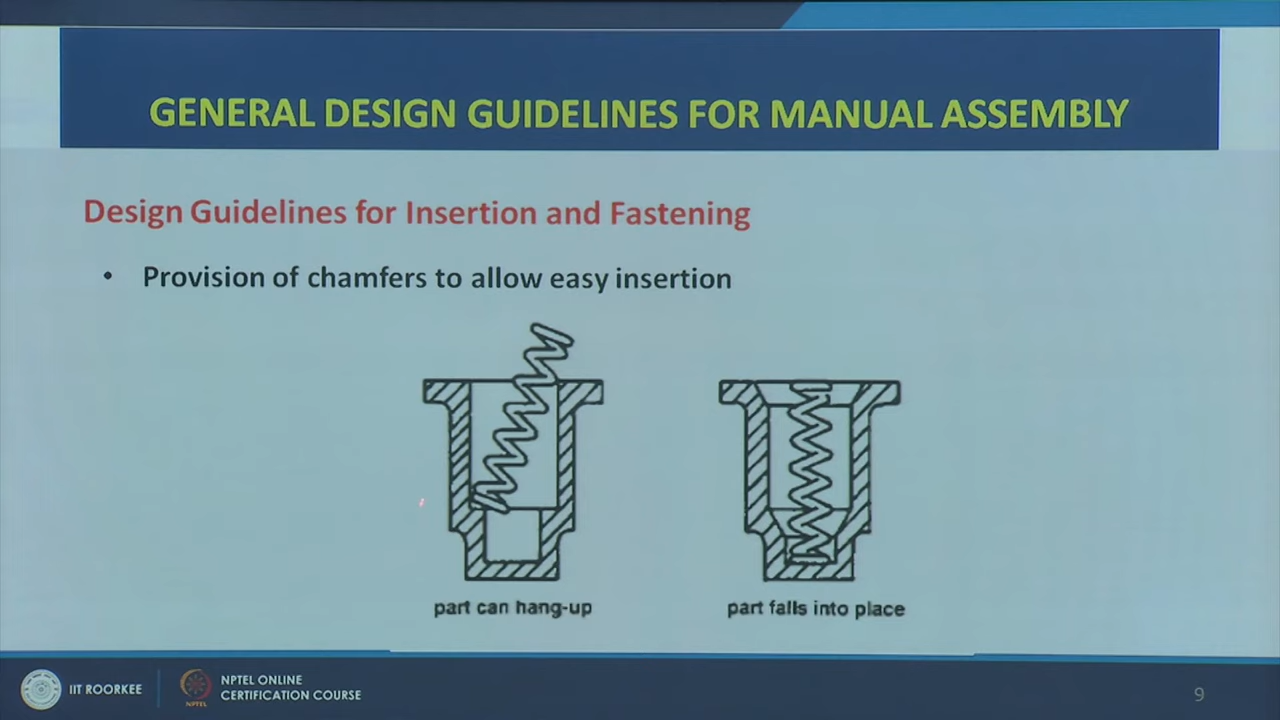 GENERAL DESIGN GUIDELINES FOR MANUAL ASSEMBLY
Design Guidelines for Insertion and Fastening
• Provision of chamfers to allow easy insertion
part can hang-up
part falls into place
IIT ROORKEE
NPTEL
NPTEL ONLINE
CERTIFICATION COURSE
9